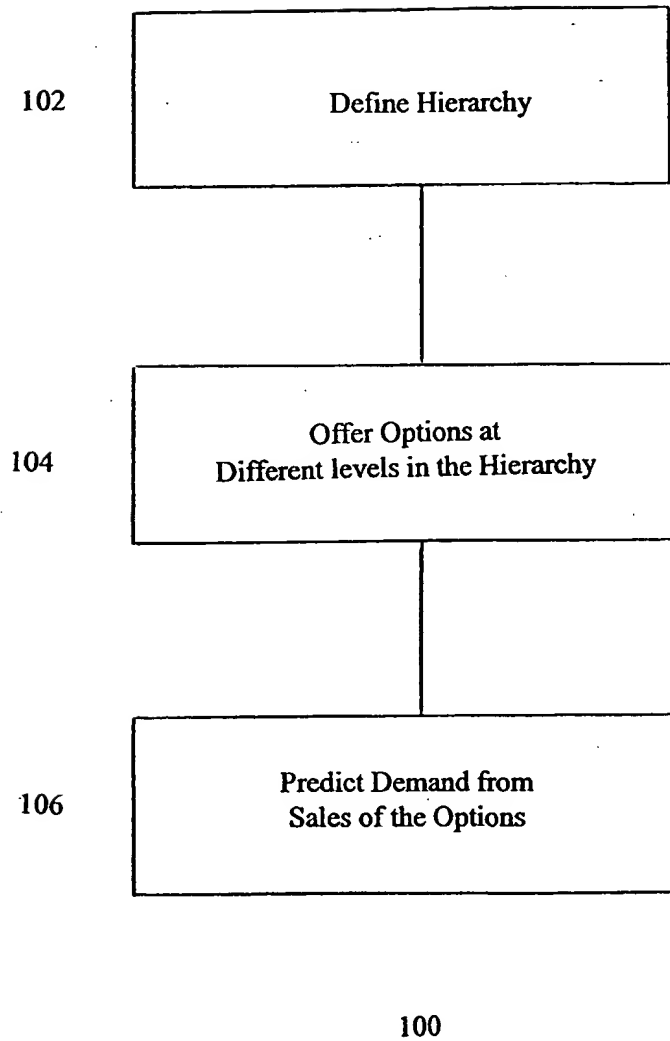 102
Define Hierarchy
104
Offer Options at
Different levels in the Hierarchy
106
Predict Demand from
Sales of the Options
100